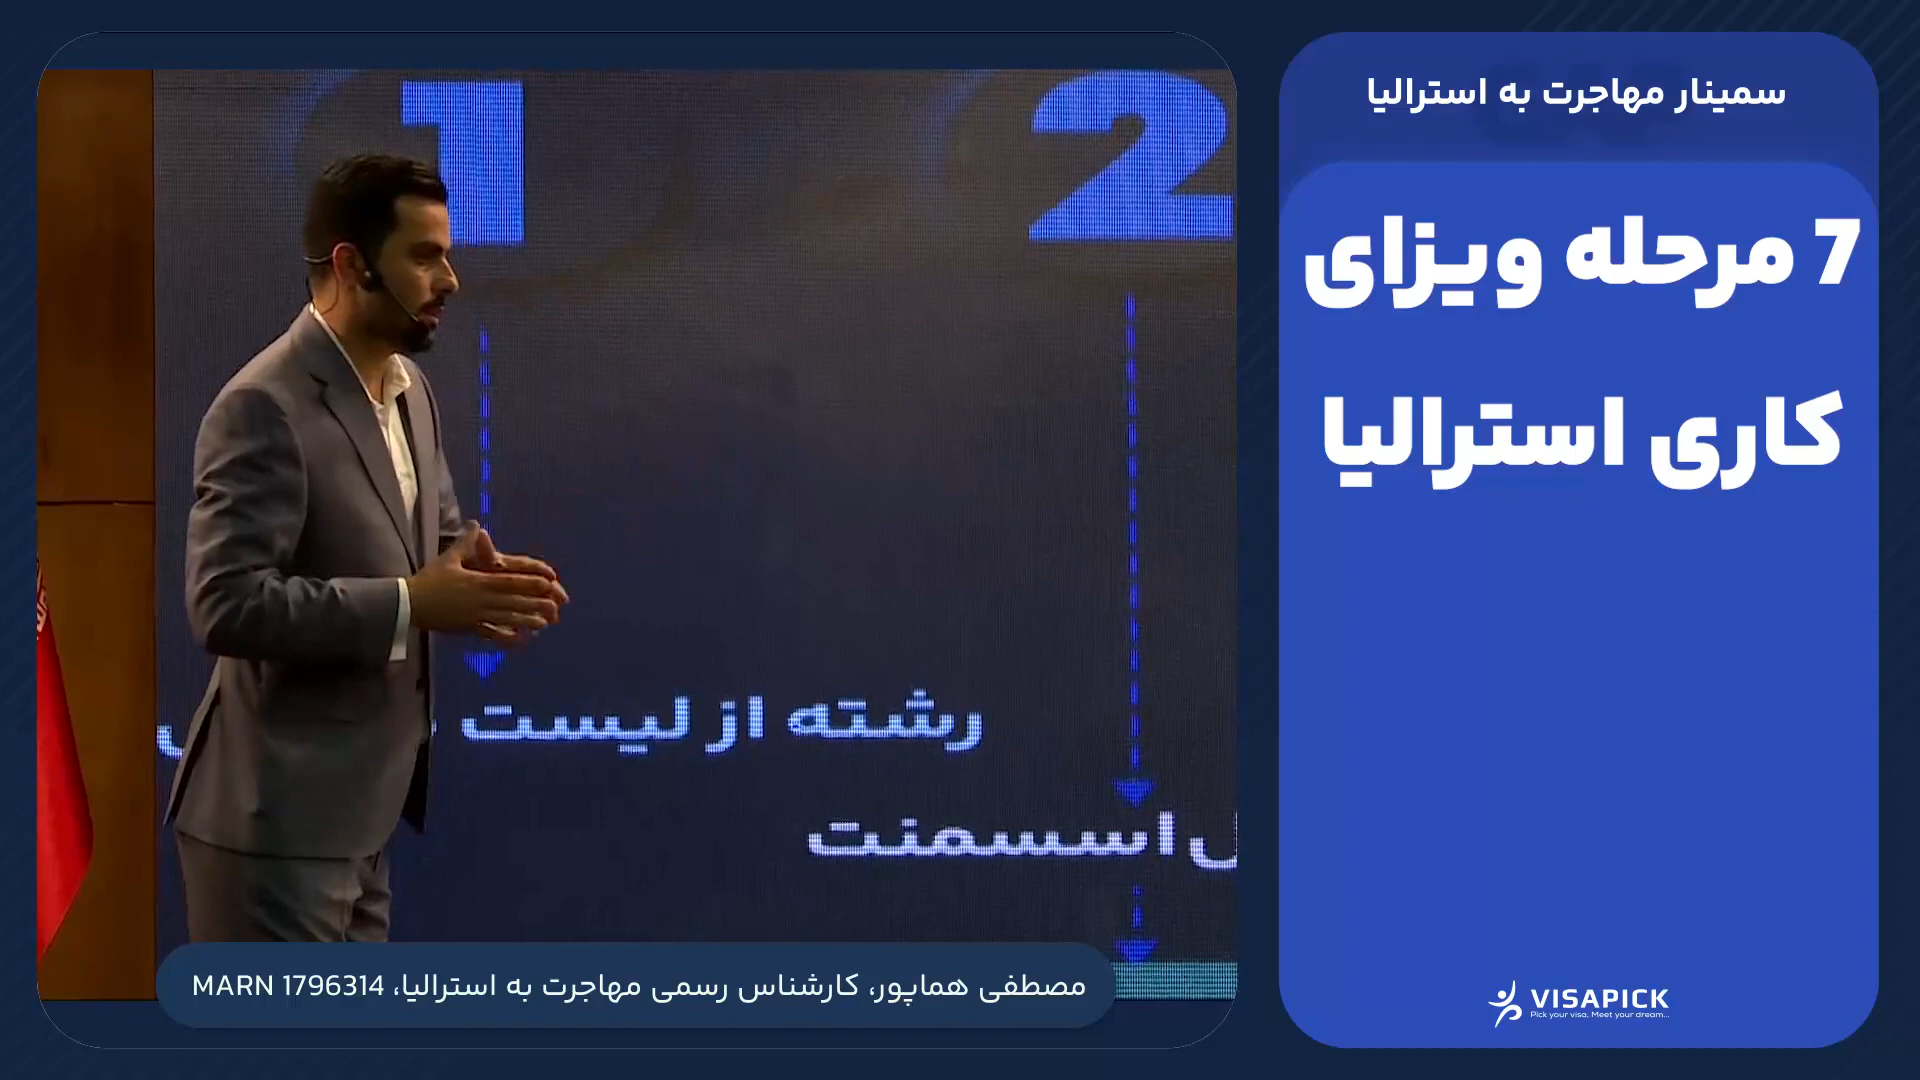 سمینار مهاجرت به استرالیا
7 مرحله ویزای
کاری استرالیا
1
2
رشته از لیست
اسسمنت
مصطفی هماپور، کارشناس رسمی مهاجرت به استرالیا، MARN 1796314
VISAPICK
Pick your visa, Meet your dream...